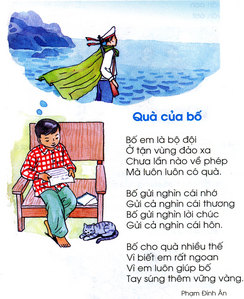 Quà của bố
Bố em là bộ đội
Ở tận vùng đảo xa
Chưa lần nào về phép
Mà luôn luôn có quà.
Bố gửi nghìn cái nhớ
Gửi cả nghìn cái thương
Bố gửi nghìn lời chúc
Gửi cả nghìn cái hôn.
Bố cho quà nhiều thế
Vì biết em rất ngoan
Vì em luôn giúp bố
Tay súng thêm vững vàng.
Phạm Đình Ân